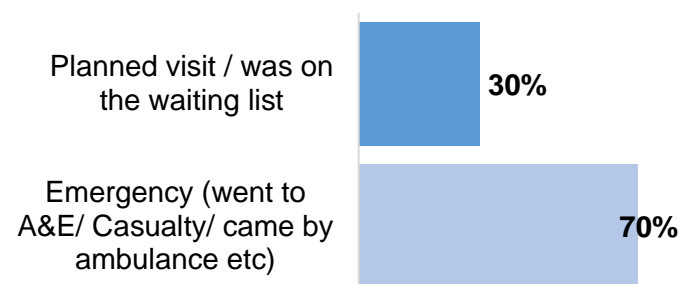 Planned visit / was on
the waiting list
30%
Emergency (went to
A&E/ Casualty/ came by
ambulance etc)
70%